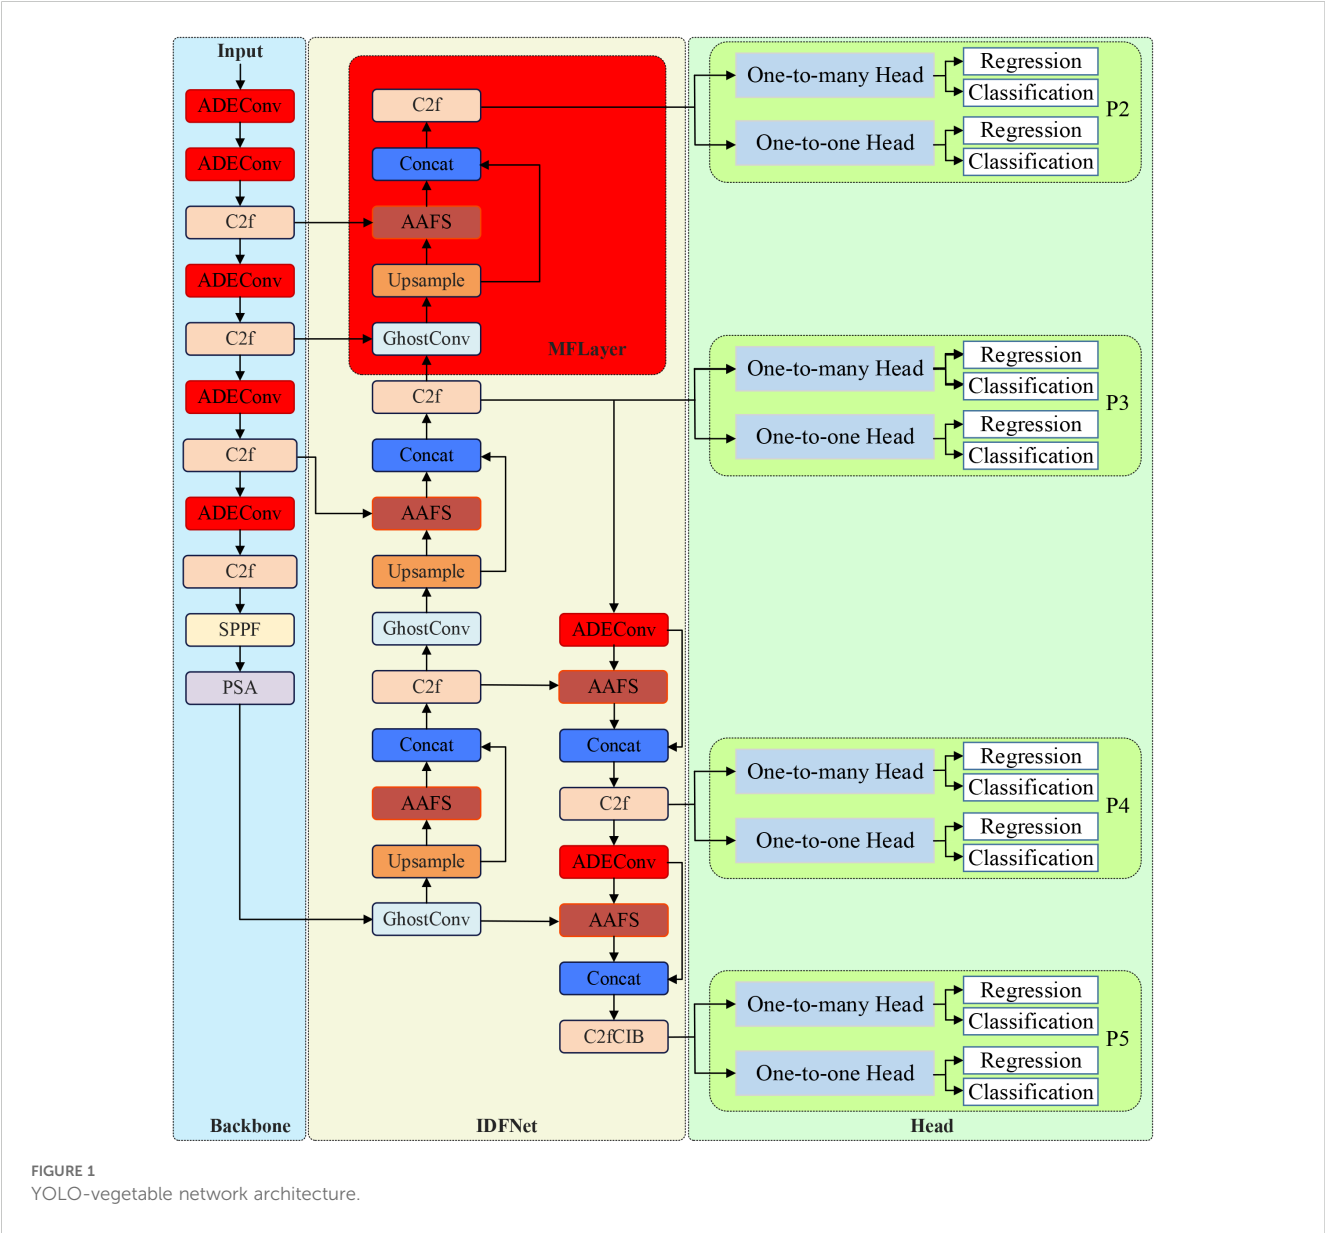 Input
ADEConv
ADEConv
C2f
ADEConv
C2f
ADEConv
C2f
ADEConv
C2f
SPPF
PSA
Backbone
C2f
Concat
AAFS
Upsample
GhostConv
MFLayer
C2f
Concat
AAFS
Upsample
GhostConv
C2f
Concat
AAFS
Upsample
GhostConv
ADEConv
AAFS
Concat
C2f
ADEConv
AAFS
Concat
C2fCIB
IDFNet
One-to-many Head
Regression
Classification
One-to-one Head
Regression
Classification
P2
One-to-many Head
Regression
Classification
One-to-one Head
Regression
Classification
P3
One-to-many Head
Regression
Classification
One-to-one Head
Regression
Classification
P4
One-to-many Head
Regression
Classification
One-to-one Head
Regression
Classification
P5
Head
FIGURE 1
YOLO-vegetable network architecture.